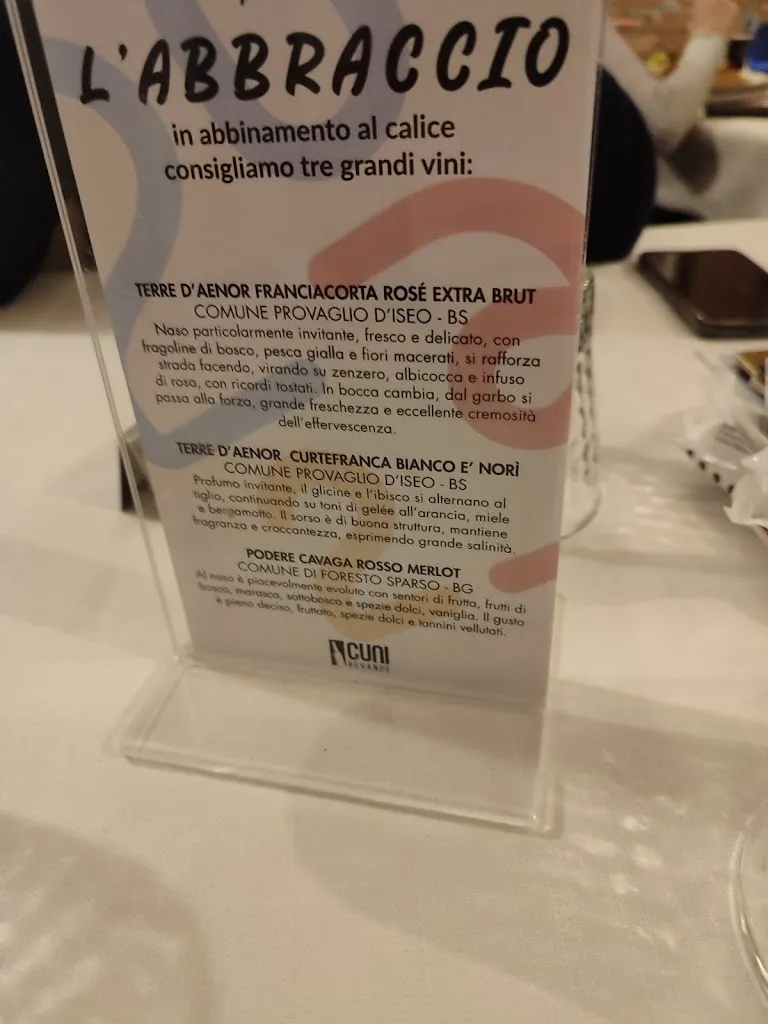 L'ABBRACCIO
in abbinamento al calice
consigliamo tre grandi vini:
TERRE D'AENOR FRANCIACORTA ROSÉ EXTRA BRUT
COMUNE PROVAGLIO D'ISEO - BS
Naso particolarmente invitante, fresco e delicato, con
fragoline di bosco, pesca gialla e fiori macerati, si rafforza
strada facendo, virando su zenzero, albicocca e infuso
di rosa, con ricordi tostati. In bocca cambia, dal garbo si
passa alla forza, grande freschezza e eccellente cremosità
dell'effervescenza.
TERRE D'AENOR CURTEFRANCA BIANCO E' NORÌ
COMUNE PROVAGLIO D'ISEO - BS
Profumo invitante, il glicine e l'ibisco si alternano al
tiglio, continuando su toni di gelée all'arancia, miele
e bergamotto. Il sorso è di buona struttura, mantiene
fragranza e croccantezza, esprimendo grande salinità.
PODERE CAVAGA ROSSO MERLOT
COMUNE DI FORESTO SPARSO - BG
Al naso è piacevolmente evoluto con sentori di frutta, frutti di
bosco, marasca, sottobosco e spezie dolci, vaniglia. Il gusto
è pieno deciso, fruttato, spezie dolci e tannini vellutati.
CUNI
BEVANDE